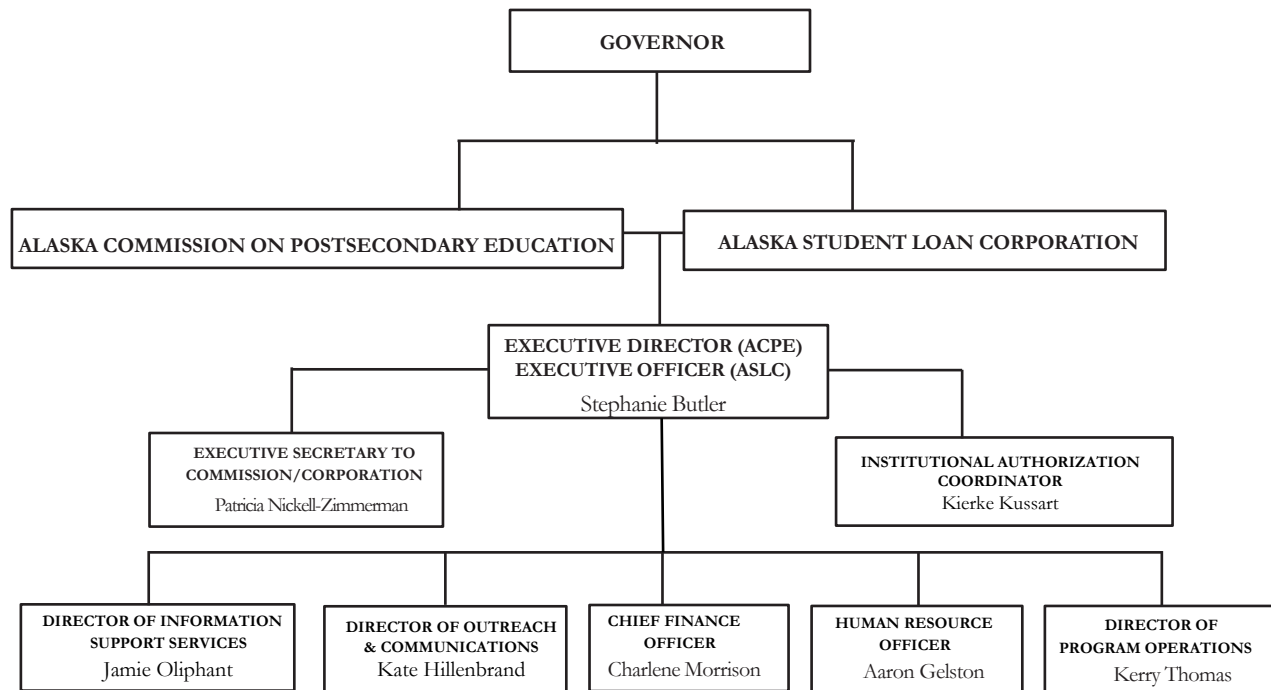 GOVERNOR
ALASKA COMMISSION ON POSTSECONDARY EDUCATION
ALASKA STUDENT LOAN CORPORATION
EXECUTIVE DIRECTOR (ACPE)
EXECUTIVE OFFICER (ASLC)
Stephanie Butler
EXECUTIVE SECRETARY TO
COMMISSION/CORPORATION
Patricia Nickell-Zimmerman
INSTITUTIONAL AUTHORIZATION
COORDINATOR
Kierke Kussart
DIRECTOR OF INFORMATION
SUPPORT SERVICES
Jamie Oliphant
DIRECTOR OF OUTREACH
& COMMUNICATIONS
Kate Hillenbrand
CHIEF FINANCE
OFFICER
Charlene Morrison
HUMAN RESOURCE
OFFICER
Aaron Gelston
DIRECTOR OF
PROGRAM OPERATIONS
Kerry Thomas